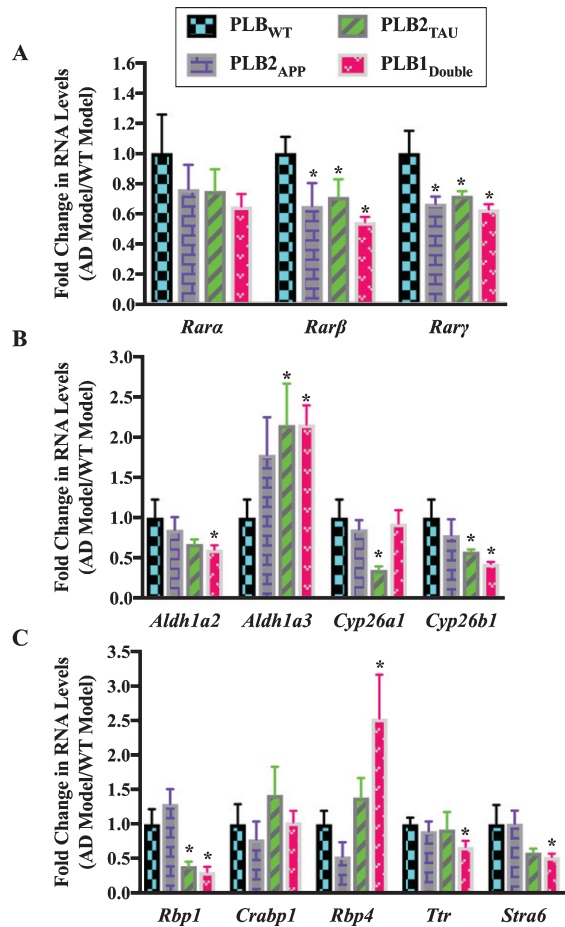 PLBWT
PLB2TAU
PLB2APP
PLB1Double
A
Fold Change in RNA Levels
(AD Model/WT Model)
1.6
1.4
1.2
1.0
0.8
0.6
0.4
0.2
0.0
* *
*
* *
*
Rarα Rarβ Rarγ
B
Fold Change in RNA Levels
(AD Model/WT Model)
3.0
2.5
2.0
1.5
1.0
0.5
0.0
*
* *
*
* *
Aldh1a2 Aldh1a3 Cyp26a1 Cyp26b1
C
Fold Change in RNA Levels
(AD Model/WT Model)
3.5
3.0
2.5
2.0
1.5
1.0
0.5
0.0
* *
*
*
*
Rbp1 Crabp1 Rbp4 Ttr Stra6